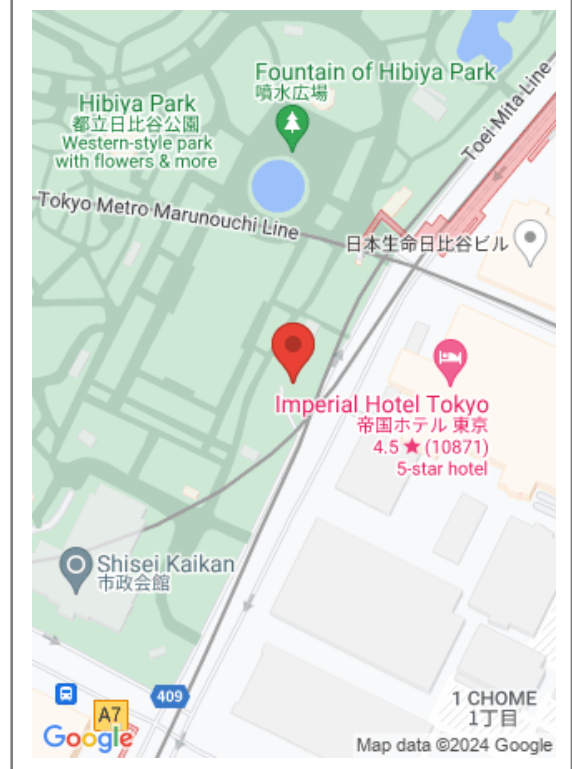 Fountain of Hibiya Park
噴水広場
Hibiya Park
都立日比谷公園
Western-style park
with flowers & more
Toei-Mita-Line
Tokyo Metro Marunouchi Line
日本生命日比谷ビル
Imperial Hotel Tokyo
帝国ホテル 東京
4.5 ★ (10871)
5-star hotel
Shisei Kaikan
市政会館
409
A7
1 CHOME
1丁目
Google
Map data ©2024 Google